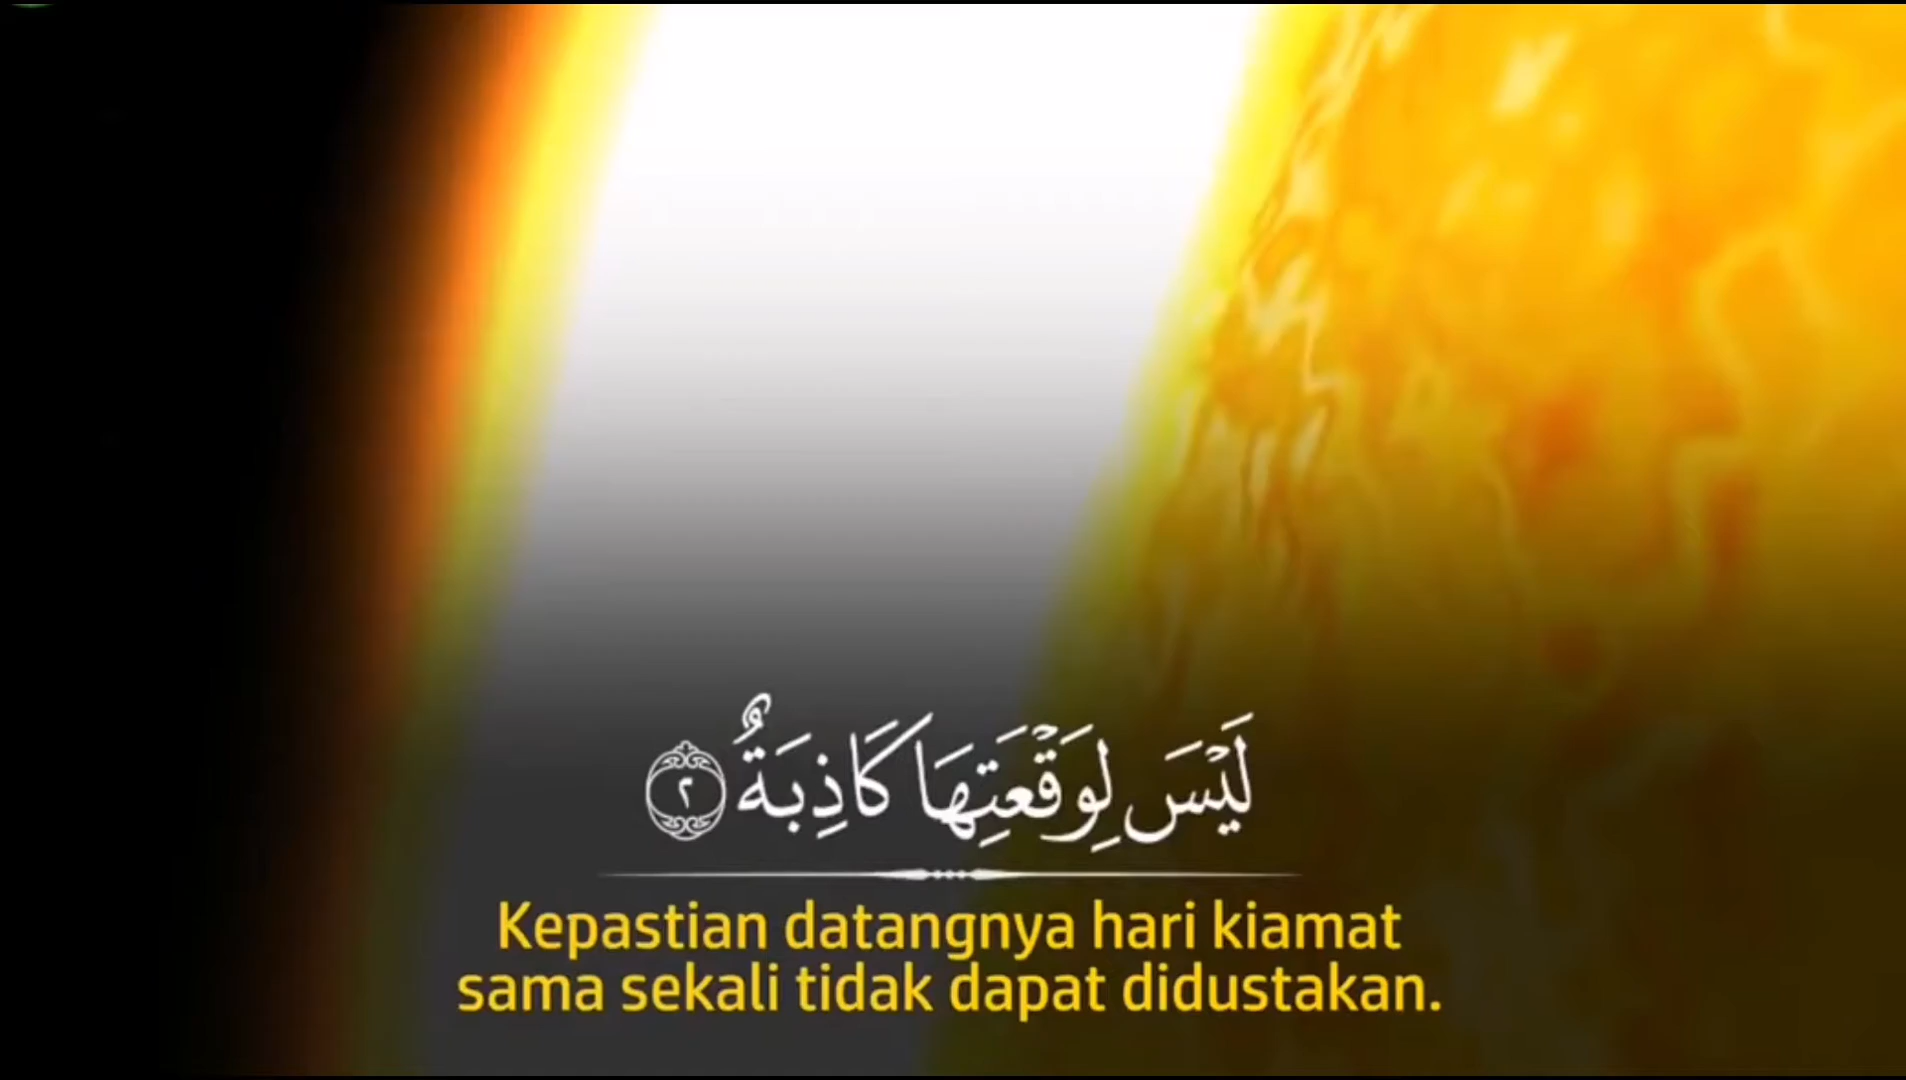 لَيْسَ لِوَقْعَتِهَا كَاذِبَةٌ ۝٢
Kepastian datangnya hari kiamat
sama sekali tidak dapat didustakan.